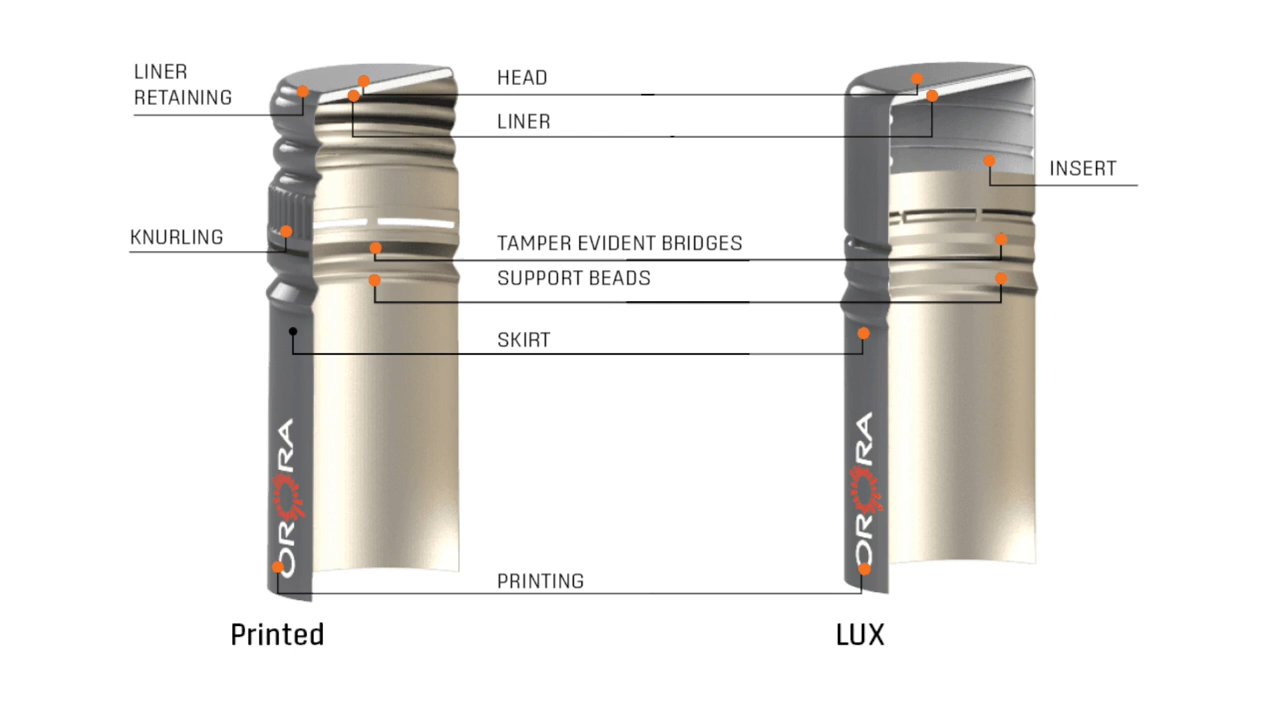 LINER
RETAINING
HEAD
LINER
INSERT
KNURLING
TAMPER EVIDENT BRIDGES
SUPPORT BEADS
SKIRT
ORORA
ORORA
PRINTING
Printed
LUX